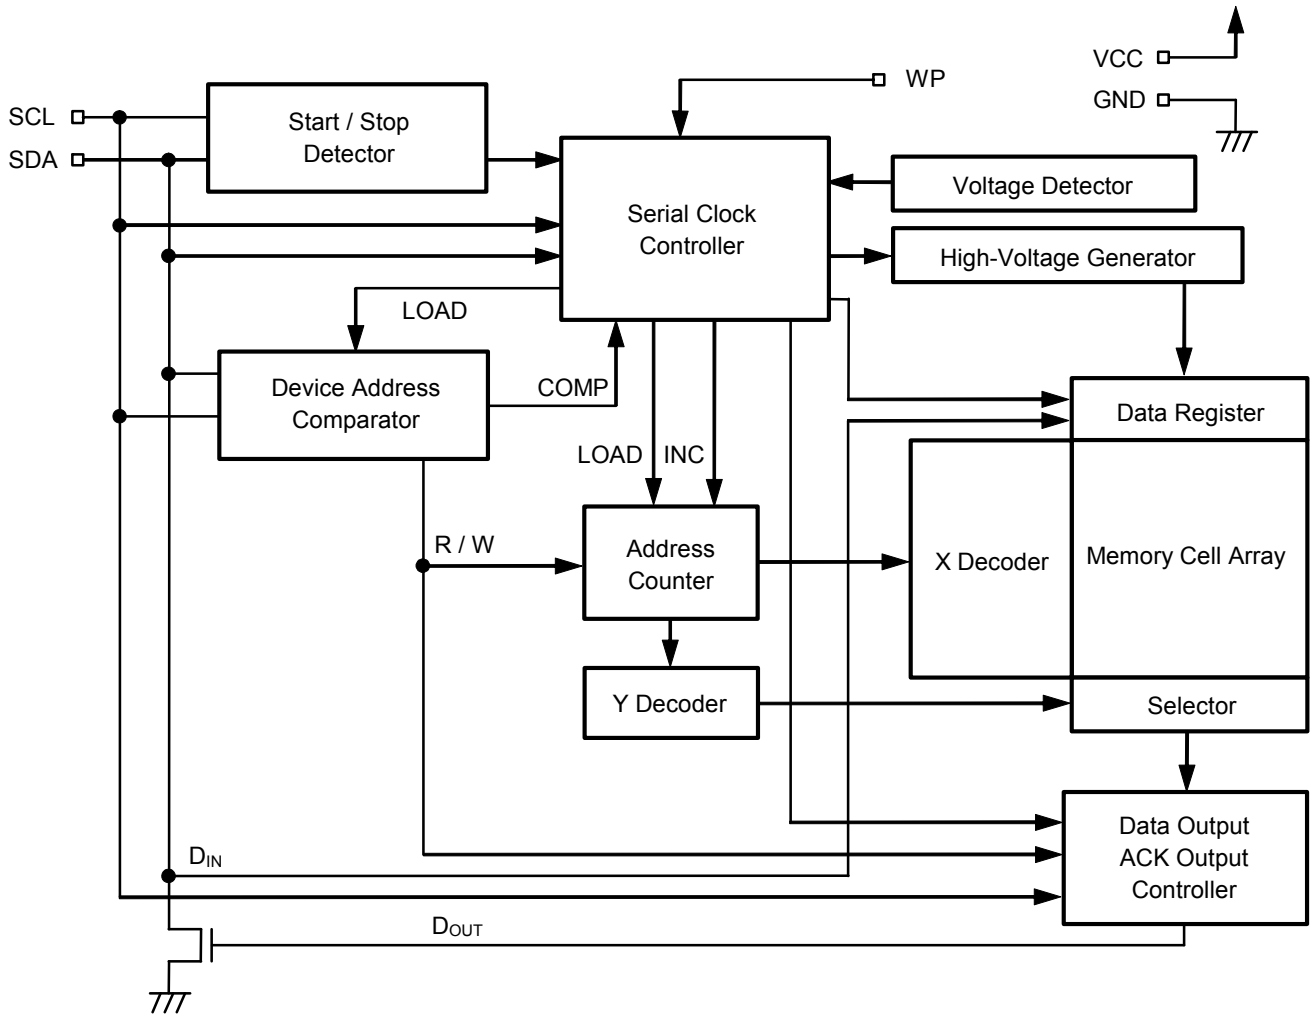 VCC
WP
GND
SCL
Start / Stop
Detector
SDA
Voltage Detector
Serial Clock
Controller
High-Voltage Generator
LOAD
Device Address
Comparator
COMP
Data Register
LOAD
INC
R / W
Address
Counter
X Decoder
Memory Cell Array
Y Decoder
Selector
Data Output
ACK Output
Controller
DIN
DOUT